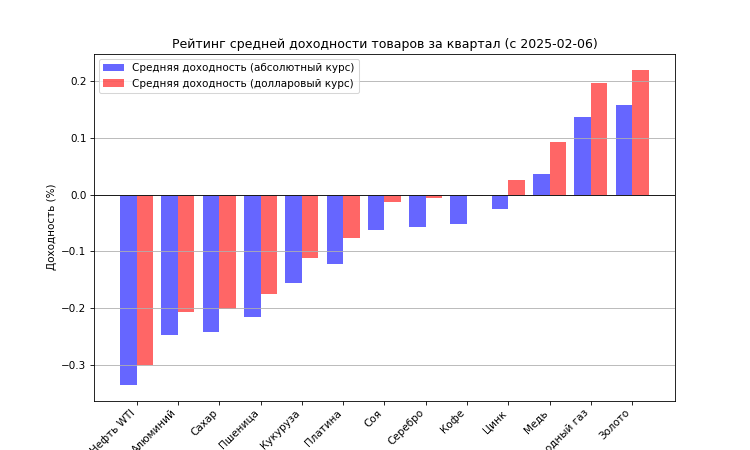 Рейтинг средней доходности товаров за квартал (с 2025-02-06)
Средняя доходность (абсолютный курс)
Средняя доходность (долларовый курс)
Доходность (%)
0.2
0.1
0.0
−0.1
−0.2
−0.3
Нефть WTI
Алюминий
Сахар
Пшеница
Кукуруза
Платина
Соя
Серебро
Кофе
Цинк
Медь
газ
Золото